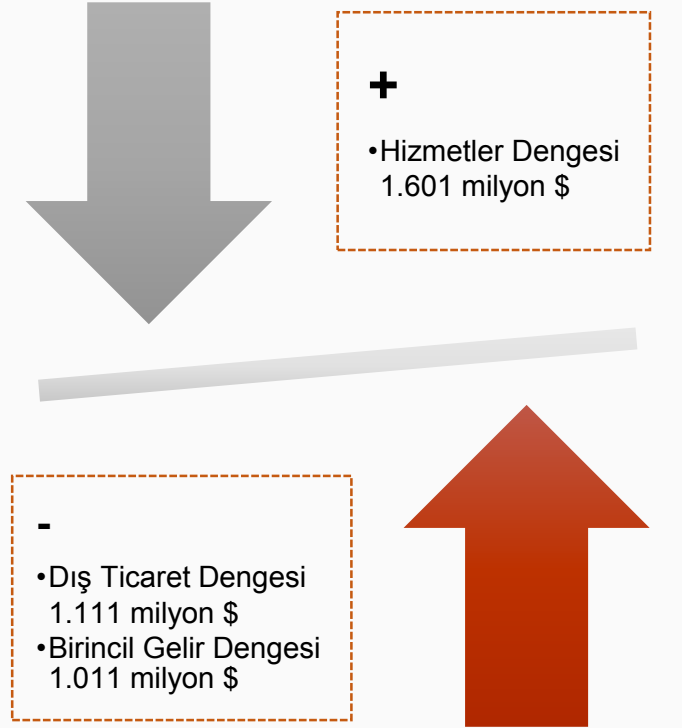 +
•Hizmetler Dengesi
1.601 milyon $
-
•Dış Ticaret Dengesi
1.111 milyon $
•Birincil Gelir Dengesi
1.011 milyon $